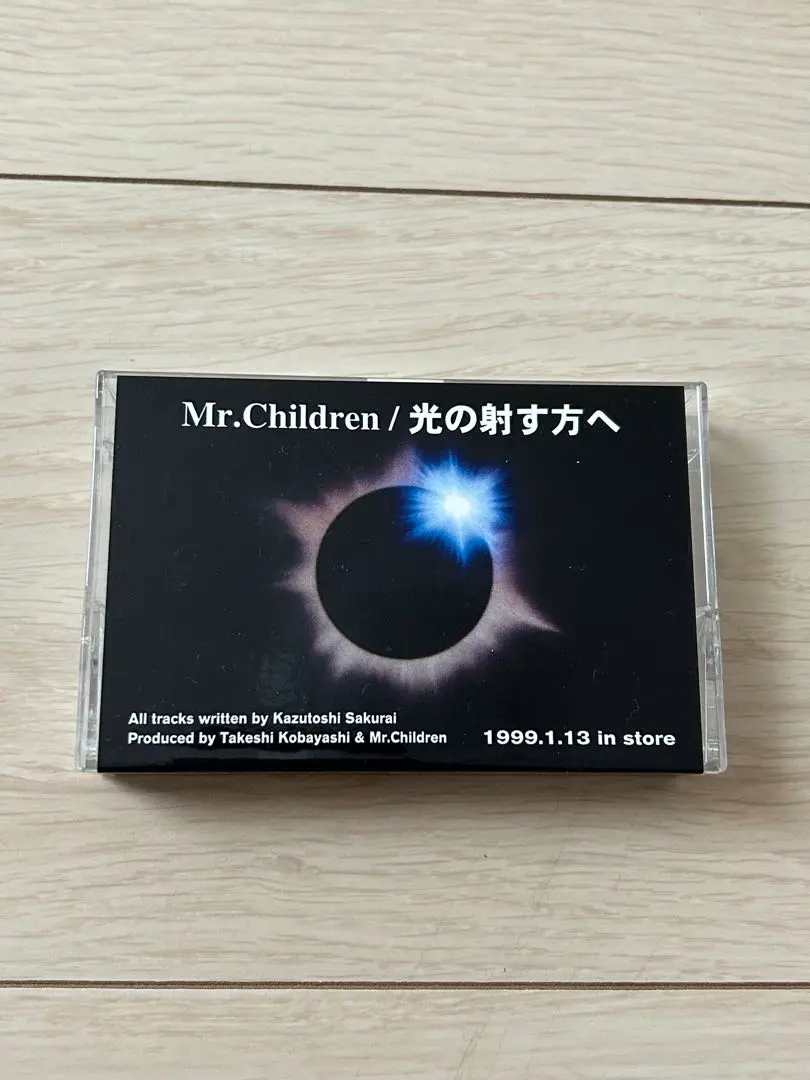 Mr.Children / 光の射す方へ
All tracks written by Kazutoshi Sakurai
Produced by Takeshi Kobayashi & Mr.Children
1999.1.13 in store